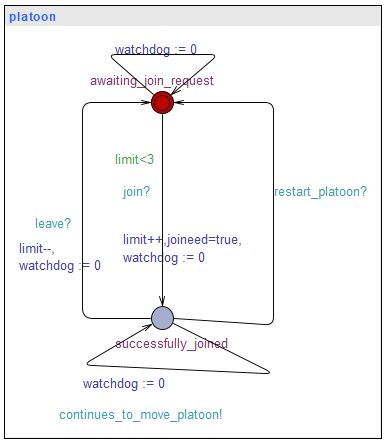 platoon
watchdog := 0
awaiting_join_request
limit<3
join?
restart_platoon?
leave?
limit--,
watchdog := 0
limit++,joineed=true,
watchdog := 0
successfully_joined
watchdog := 0
continues_to_move_platoon!